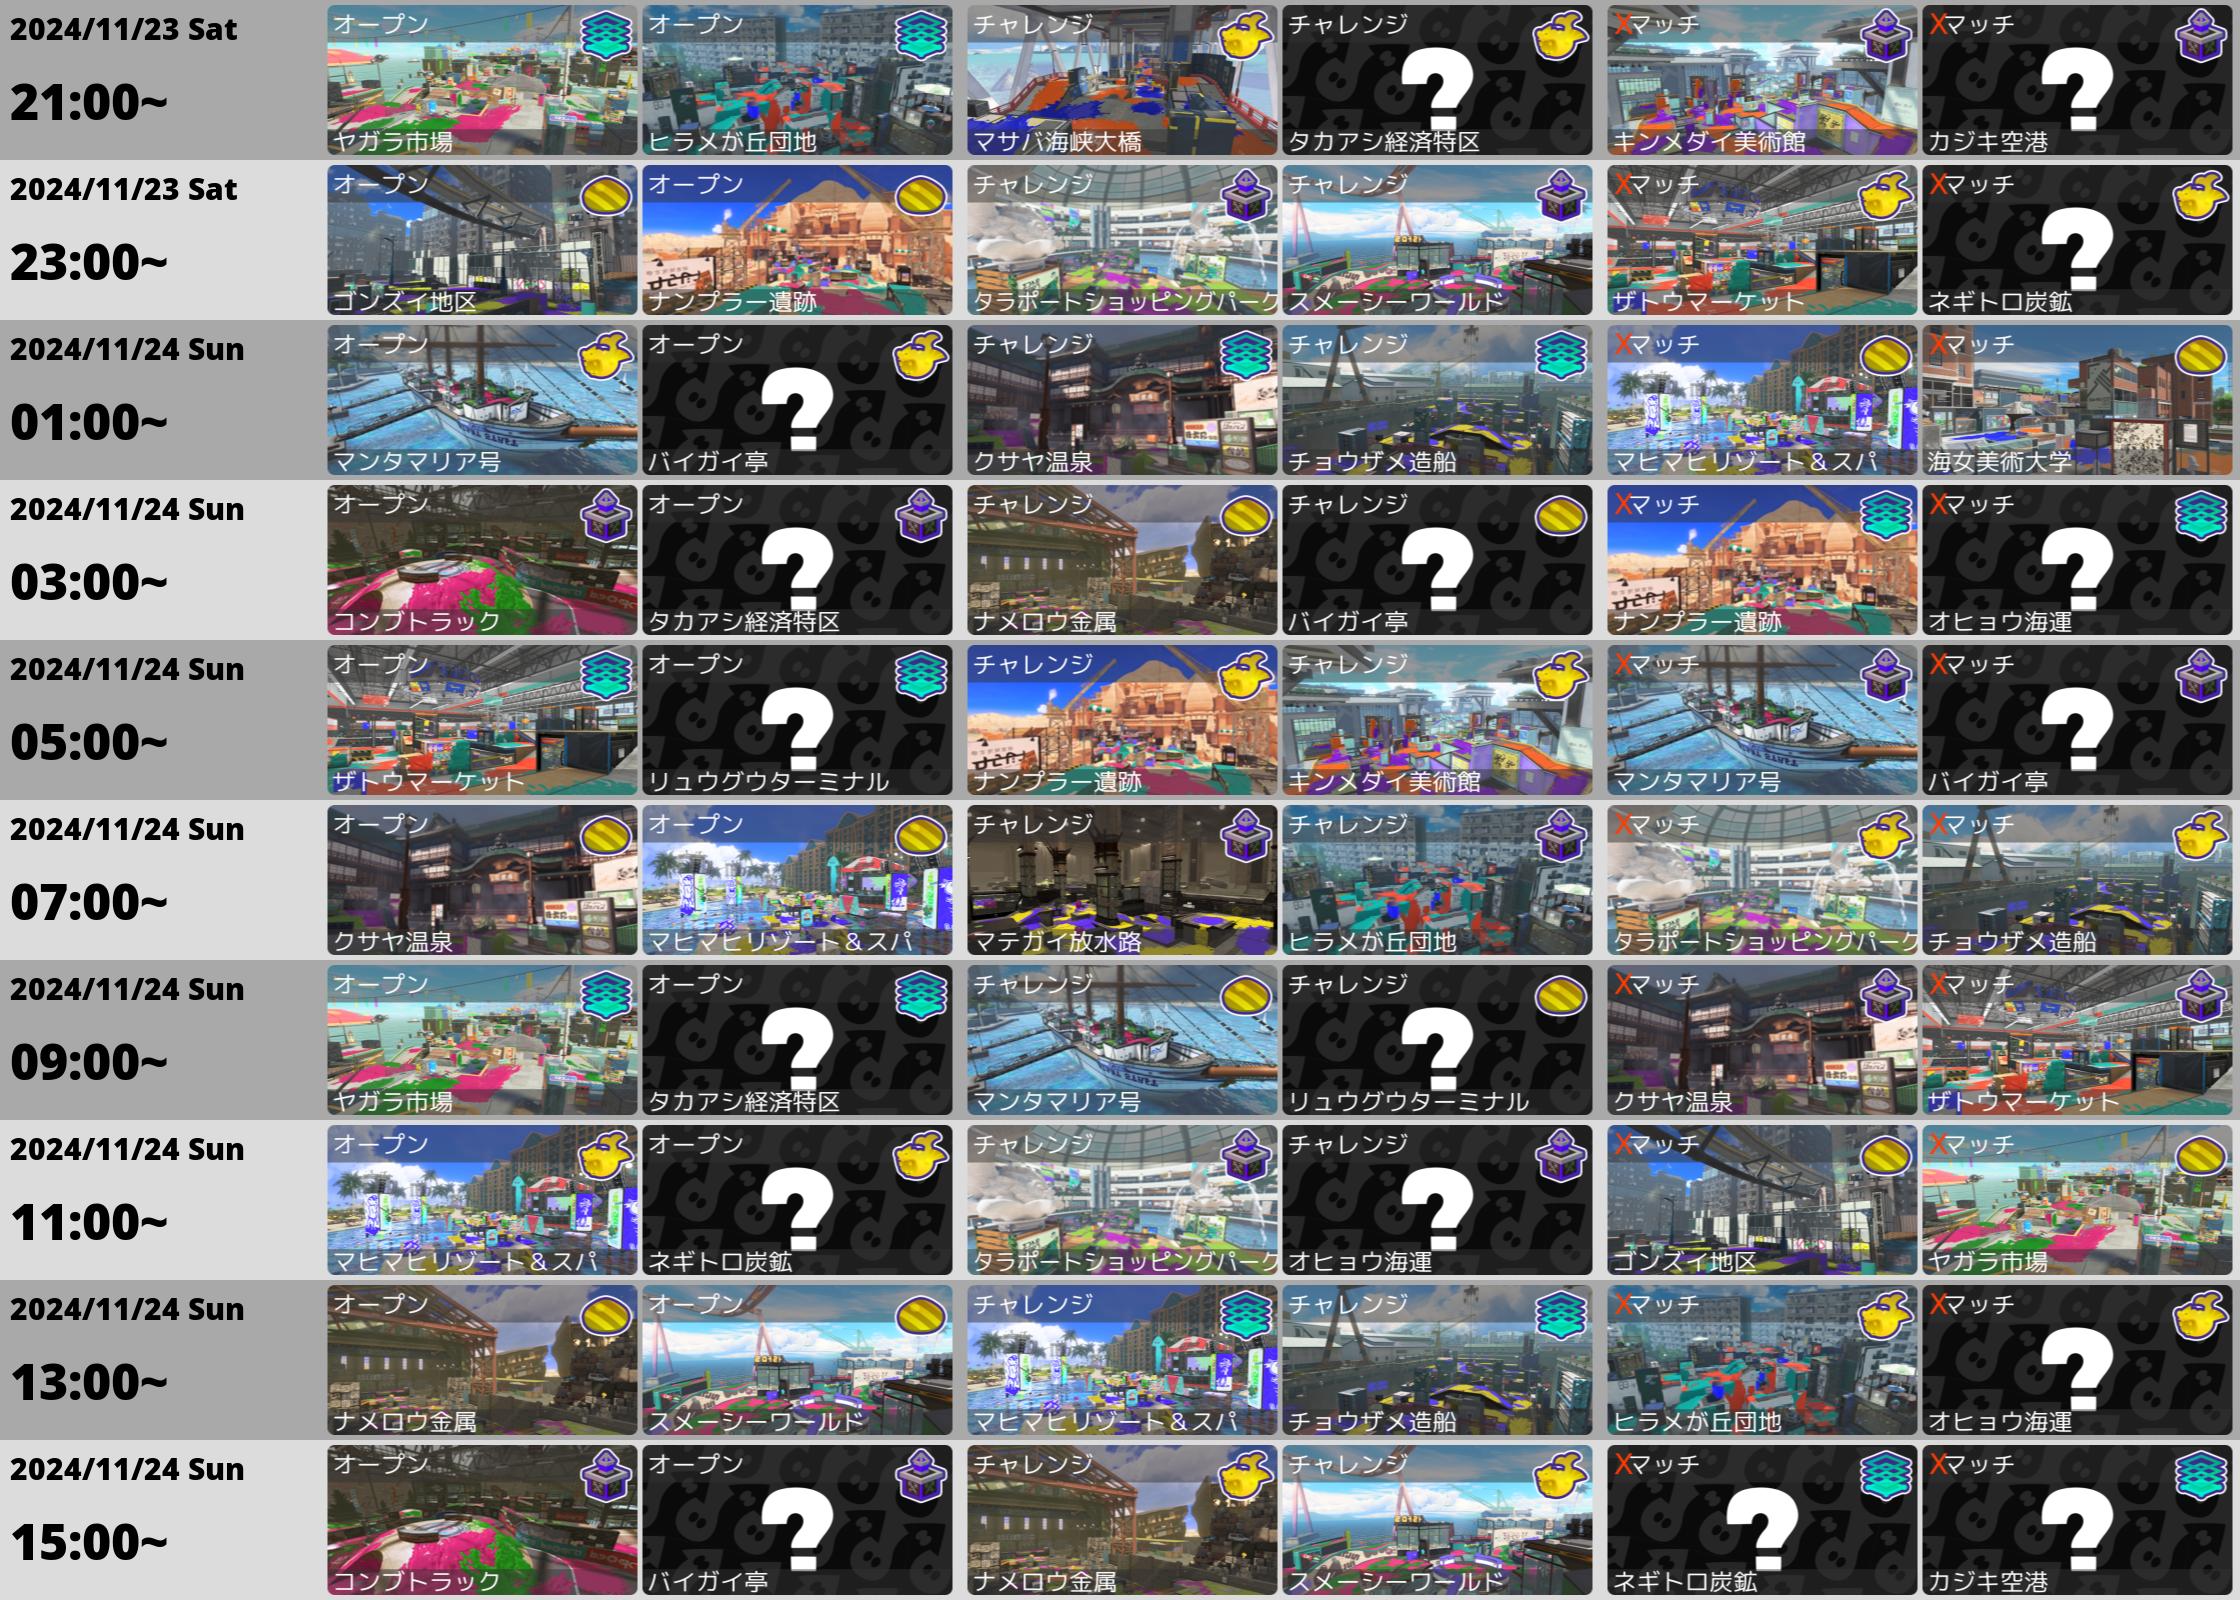 2024/11/23 Sat
21:00~
オープン
ヤガラ市場
オープン
ヒラメが丘団地
チャレンジ
マサバ海峡大橋
チャレンジ
タカアシ経済特区
Xマッチ
キンメダイ美術館
Xマッチ
カジキ空港
2024/11/23 Sat
23:00~
オープン
ゴンズイ地区
オープン
ナンプラー遺跡
チャレンジ
タラポートショッピングパーク
チャレンジ
スメーシーワールド
Xマッチ
ザトウマーケット
Xマッチ
ネギトロ炭鉱
2024/11/24 Sun
01:00~
オープン
マンタマリア号
オープン
バイガイ亭
チャレンジ
クサヤ温泉
チャレンジ
チョウザメ造船
Xマッチ
マヒマヒリゾート＆スパ
Xマッチ
海女美術大学
2024/11/24 Sun
03:00~
オープン
コンブトラック
オープン
タカアシ経済特区
チャレンジ
ナメロウ金属
チャレンジ
バイガイ亭
Xマッチ
ナンプラー遺跡
Xマッチ
オヒョウ海運
2024/11/24 Sun
05:00~
オープン
ザトウマーケット
オープン
リュウグウターミナル
チャレンジ
ナンプラー遺跡
チャレンジ
キンメダイ美術館
Xマッチ
マンタマリア号
Xマッチ
バイガイ亭
2024/11/24 Sun
07:00~
オープン
クサヤ温泉
オープン
マヒマヒリゾート＆スパ
チャレンジ
マテガイ放水路
チャレンジ
ヒラメが丘団地
Xマッチ
タラポートショッピングパーク
Xマッチ
チョウザメ造船
2024/11/24 Sun
09:00~
オープン
ヤガラ市場
オープン
タカアシ経済特区
チャレンジ
マンタマリア号
チャレンジ
リュウグウターミナル
Xマッチ
クサヤ温泉
Xマッチ
ザトウマーケット
2024/11/24 Sun
11:00~
オープン
マヒマヒリゾート＆スパ
オープン
ネギトロ炭鉱
チャレンジ
タラポートショッピングパーク
チャレンジ
オヒョウ海運
Xマッチ
ゴンズイ地区
Xマッチ
ヤガラ市場
2024/11/24 Sun
13:00~
オープン
ナメロウ金属
オープン
スメーシーワールド
チャレンジ
マヒマヒリゾート＆スパ
チャレンジ
チョウザメ造船
Xマッチ
ヒラメが丘団地
Xマッチ
オヒョウ海運
2024/11/24 Sun
15:00~
オープン
コンブトラック
オープン
バイガイ亭
チャレンジ
ナメロウ金属
チャレンジ
スメーシーワールド
Xマッチ
ネギトロ炭鉱
Xマッチ
カジキ空港